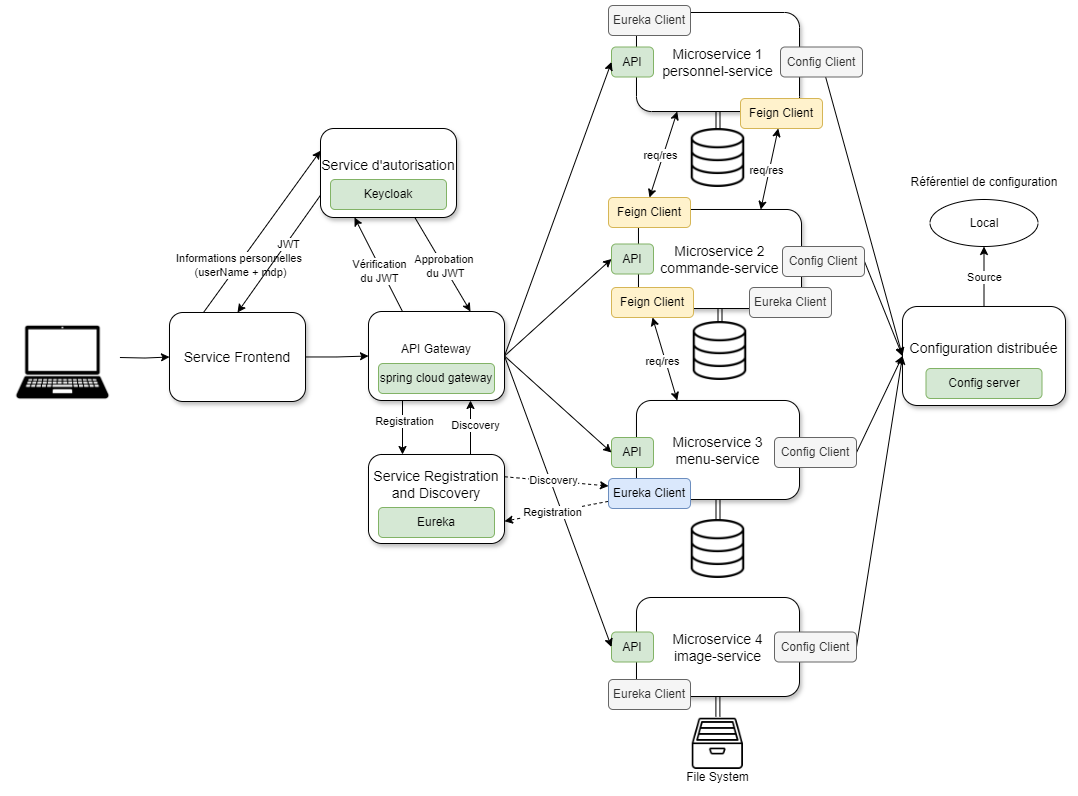 Eureka Client
API
Microservice 1
personnel-service
Config Client
Feign Client
req/res
req/res
Service d'autorisation
Keycloak
Référentiel de configuration
Local
Source
Feign Client
API
Microservice 2
commande-service
Config Client
Feign Client
Eureka Client
JWT
Informations personnelles
(userName + mdp)
Vérification
du JWT
Approbation
du JWT
Service Frontend
API Gateway
spring cloud gateway
Configuration distribuée
Config server
req/res
Registration
Discovery
API
Microservice 3
menu-service
Config Client
Eureka Client
Service Registration
and Discovery
Eureka
Discovery
Registration
API
Microservice 4
image-service
Config Client
Eureka Client
File System